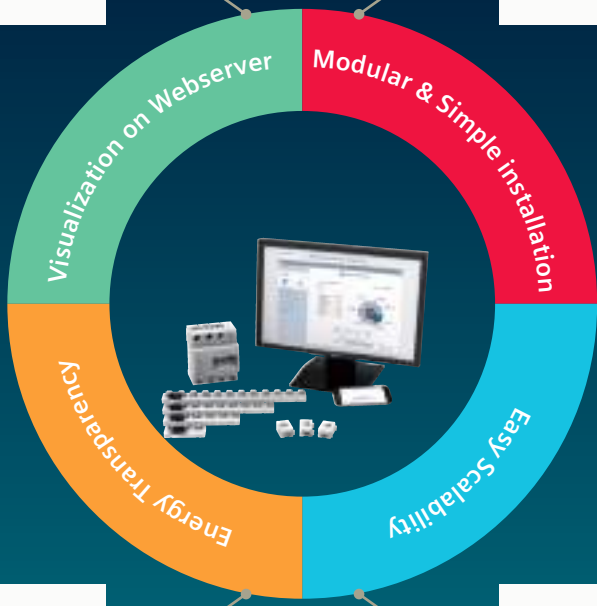 Visualization on Webserver
Modular & Simple installation
Energy Transparency
Easy Scalability